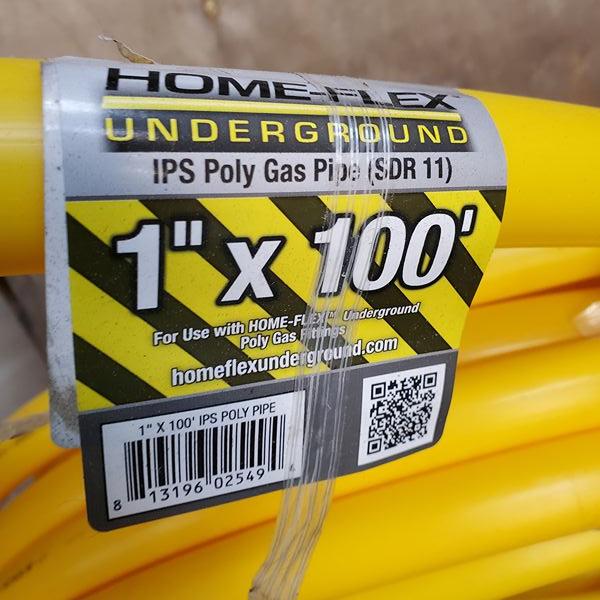 HOME-FLEX
UNDERGROUND
IPS Poly Gas Pipe (SDR 11)
1" x 100'
For Use with HOME-FLEX™ Underground
Poly Gas Fittings
homeflexunderground.com
1" X 100' IPS POLY PIPE
8 13196 02549